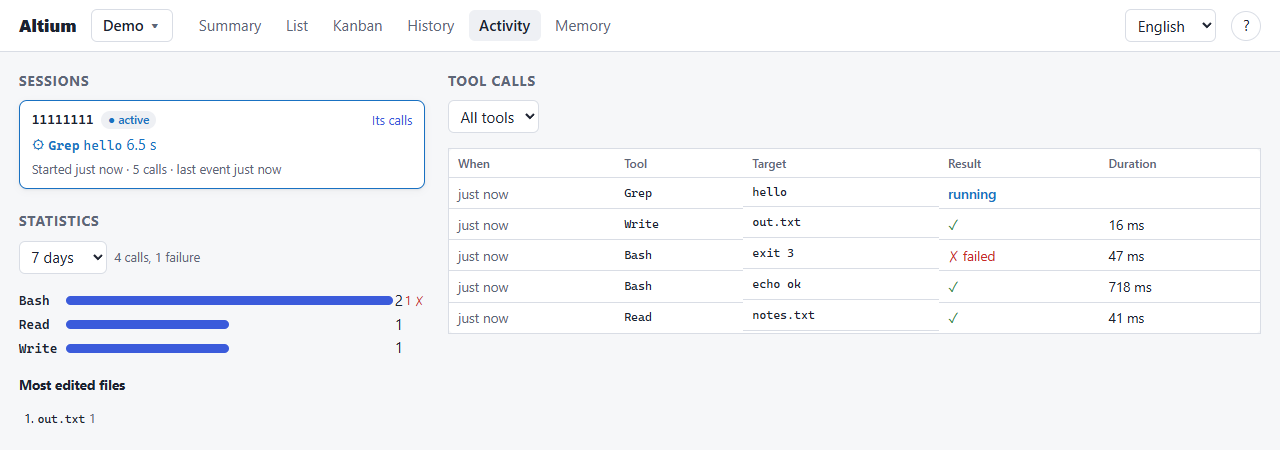 Altium Demo Summary List Kanban History Activity Memory English ?
SESSIONS
11111111 active Its calls
Grep hello 6.5 s
Started just now · 5 calls · last event just now
STATISTICS
7 days 4 calls, 1 failure
Bash 2 1 ✗
Read 1
Write 1
Most edited files
1. out.txt 1
TOOL CALLS
All tools
When Tool Target Result Duration
just now Grep hello running
just now Write out.txt ✓ 16 ms
just now Bash exit 3 ✗ failed 47 ms
just now Bash echo ok ✓ 718 ms
just now Read notes.txt ✓ 41 ms